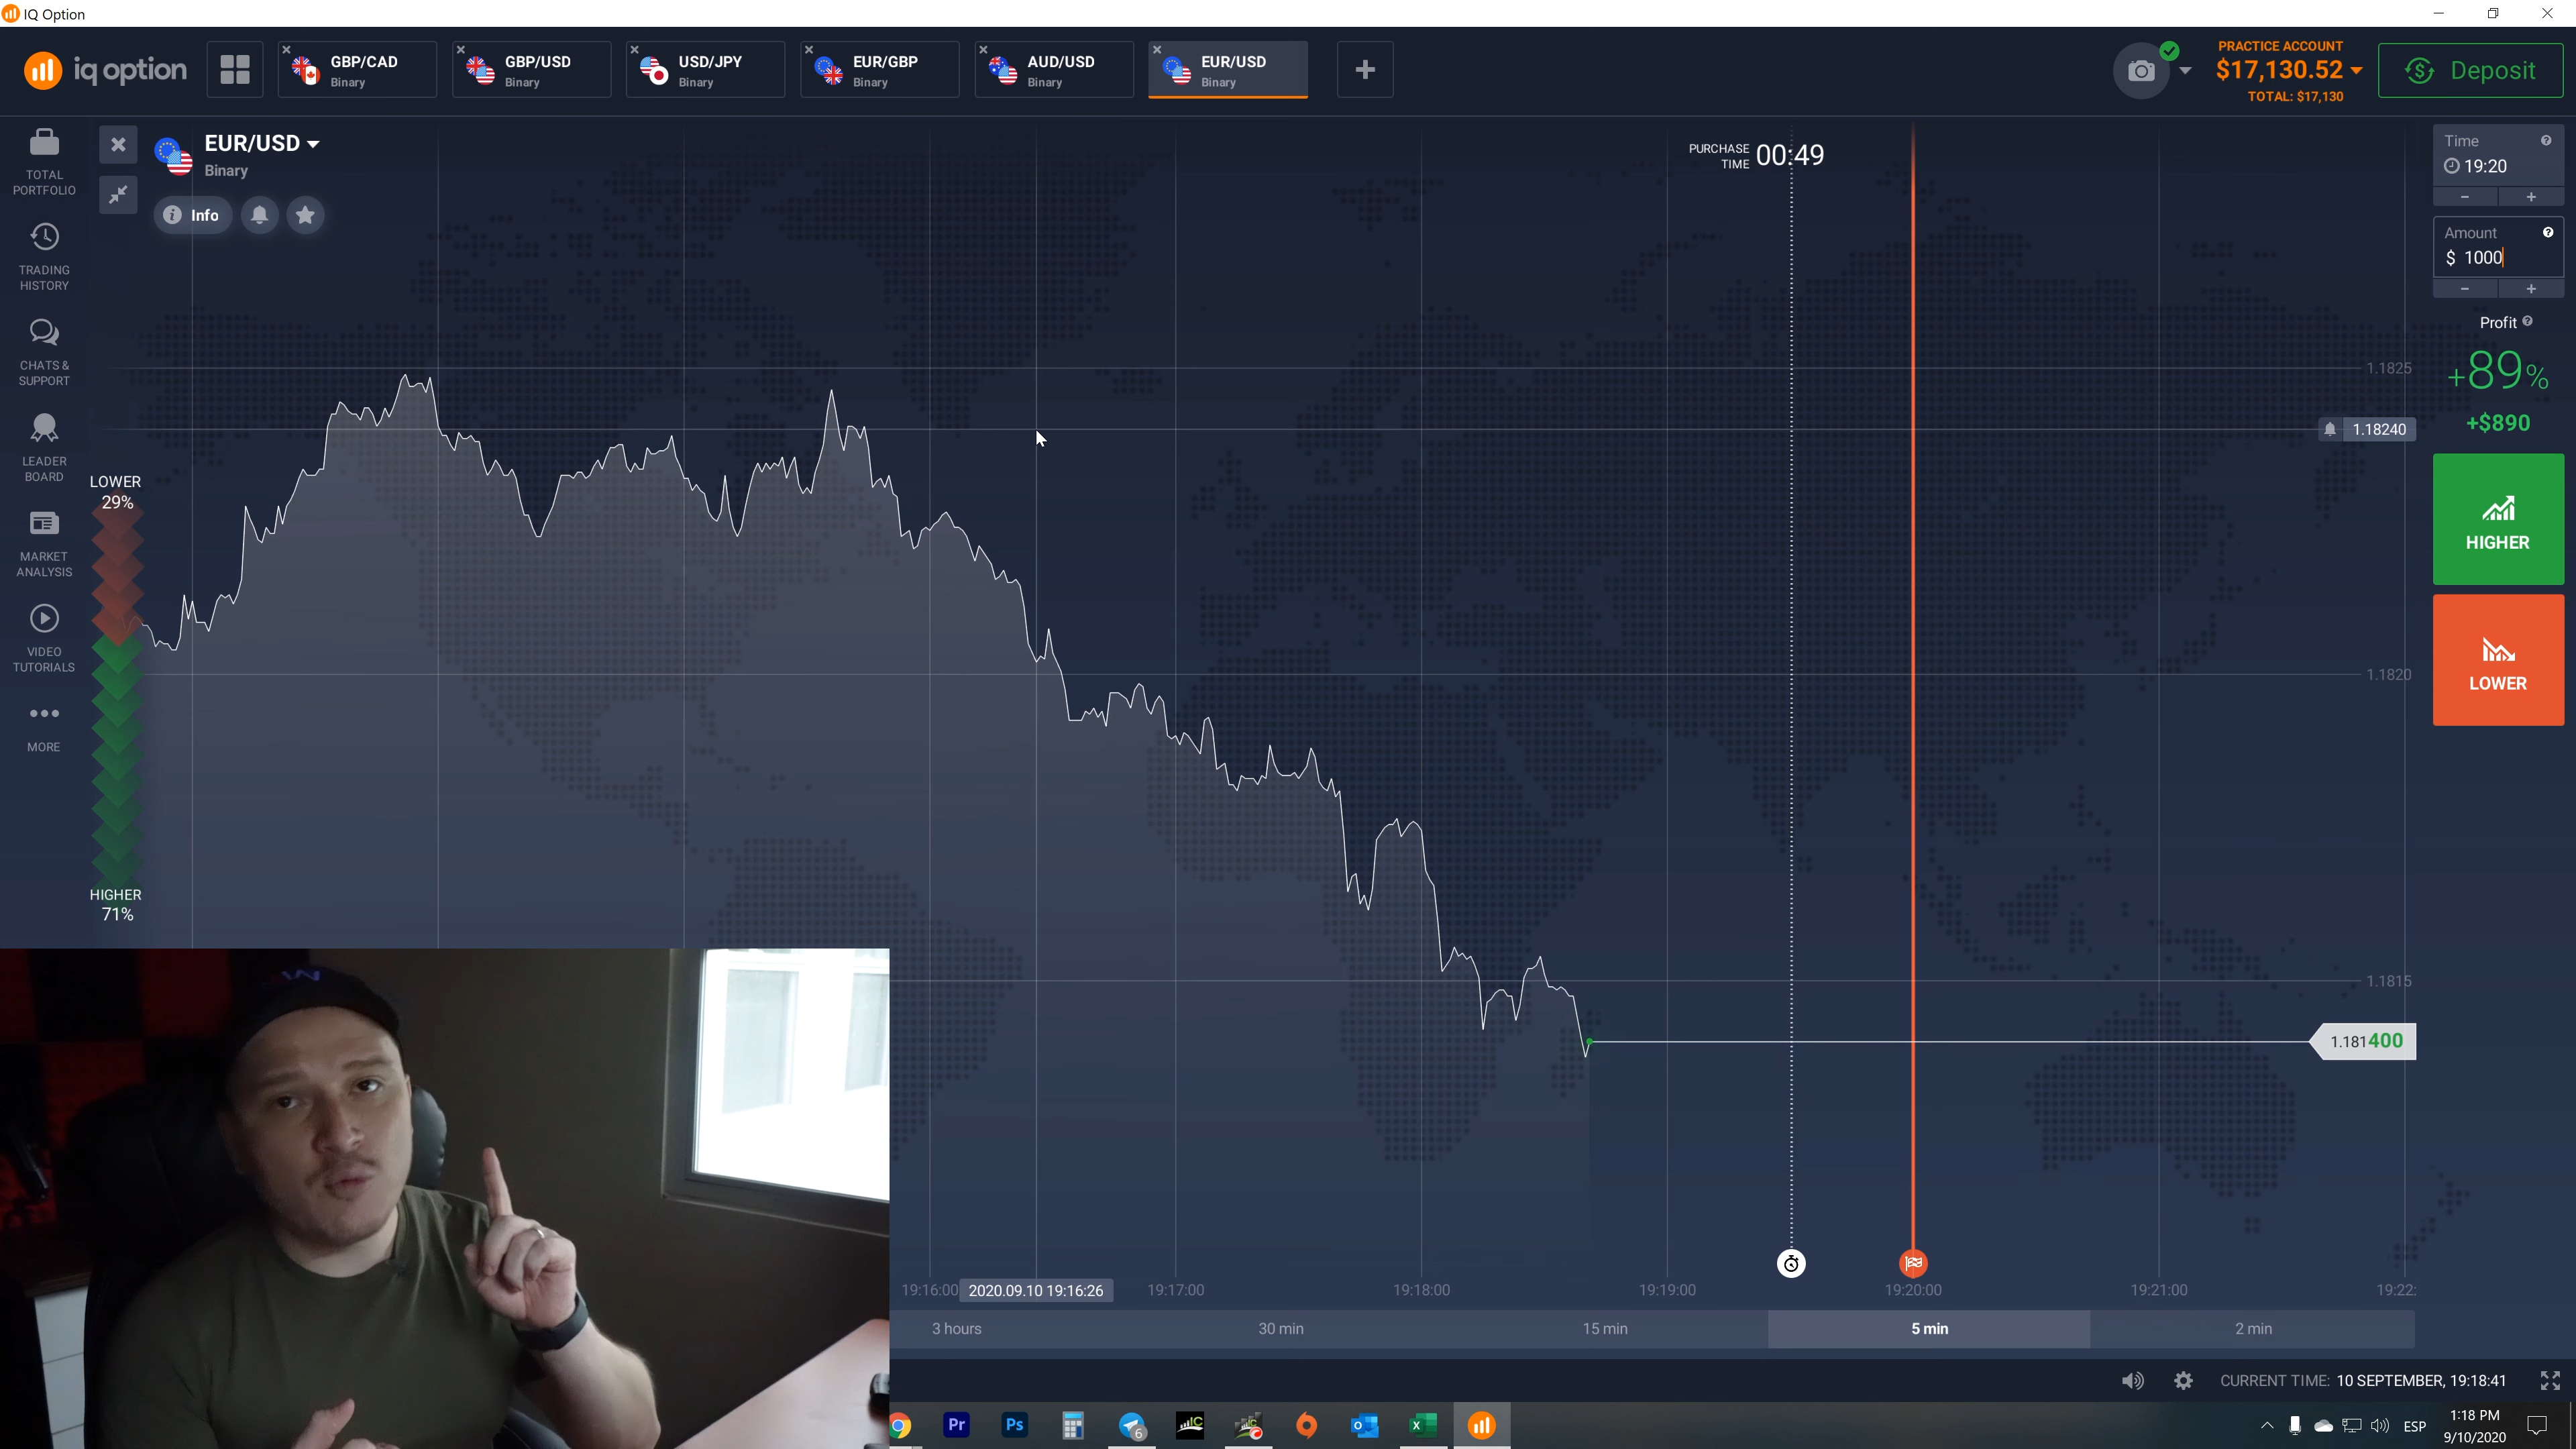 IQ Option
iq option
GBP/CAD
Binary
GBP/USD
Binary
USD/JPY
Binary
EUR/GBP
Binary
AUD/USD
Binary
EUR/USD
Binary
PRACTICE ACCOUNT
$17,130.52
TOTAL: $17,130
Deposit
TOTAL
PORTFOLIO
TRADING
HISTORY
CHATS &
SUPPORT
LEADER
BOARD
MARKET
ANALYSIS
VIDEO
TUTORIALS
MORE
EUR/USD
Binary
Info
LOWER
29%
HIGHER
71%
PURCHASE
TIME
00:49
1.1825
1.18240
1.1820
1.1815
1.181400
Time
19:20
Amount
$ 1000
Profit
+89%
+$890
HIGHER
LOWER
19:16:00
2020.09.10 19:16:26
19:17:00
19:18:00
19:19:00
19:20:00
19:21:00
19:22:
3 hours
30 min
15 min
5 min
2 min
CURRENT TIME: 10 SEPTEMBER, 19:18:41
Pr
Ps
6
IC
ESP
1:18 PM
9/10/2020